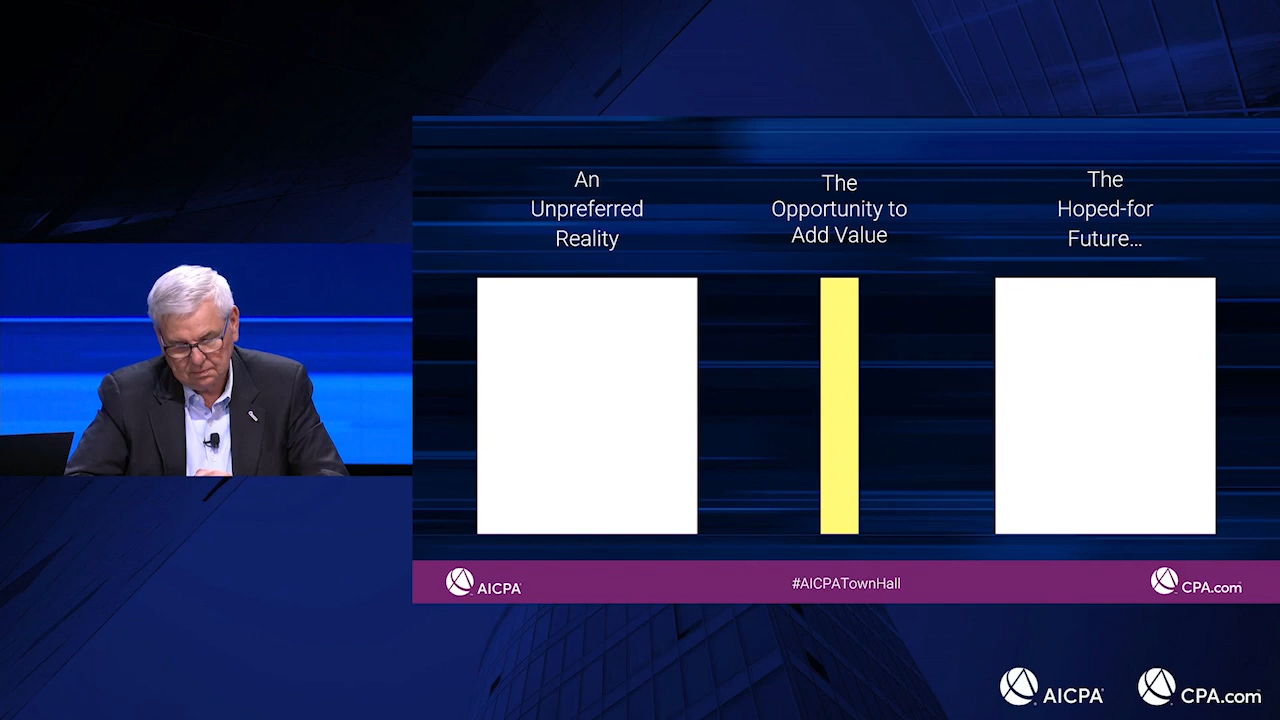 An
Unpreferred
Reality
The
Opportunity to
Add Value
The
Hoped-for
Future...
AICPA
#AICPATownHall
CPA.com
AICPA
CPA.com